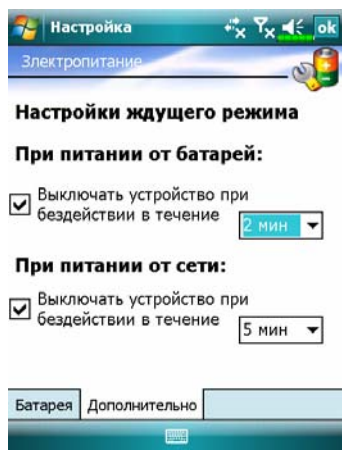 Настройка
ok
Электропитание
Настройки ждущего режима
При питании от батарей:
Выключать устройство при
бездействии в течение
2 мин
При питании от сети:
Выключать устройство при
бездействии в течение
5 мин
Батарея Дополнительно